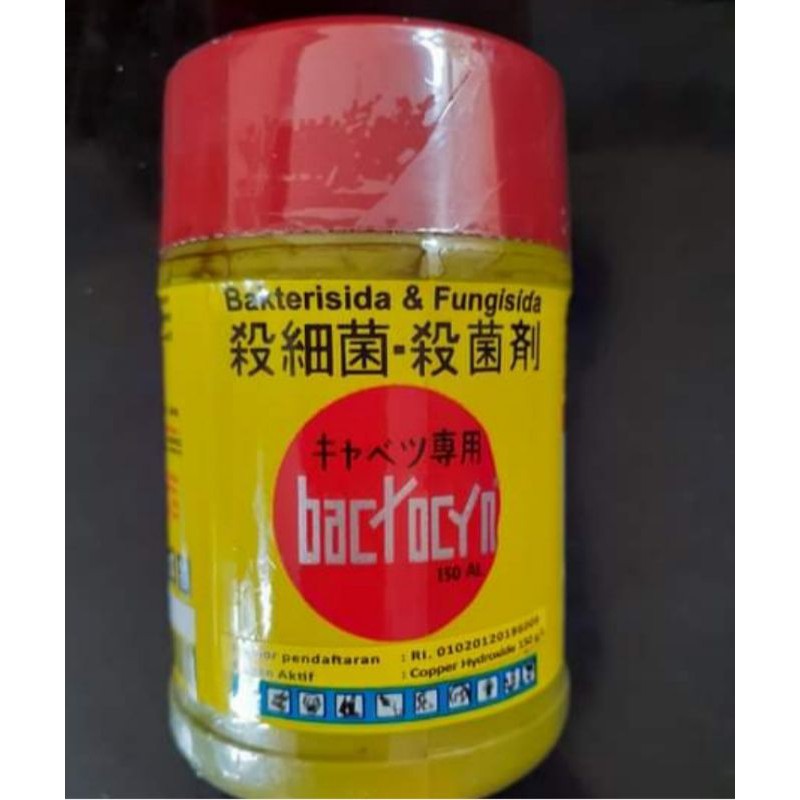 Bakterisida & Fungisida
殺細菌-殺菌剤
キャベツ専用
bactocyn
150 AL
pendaftaran : RI.
Aktif : Copper Hydroxide 150 g/L